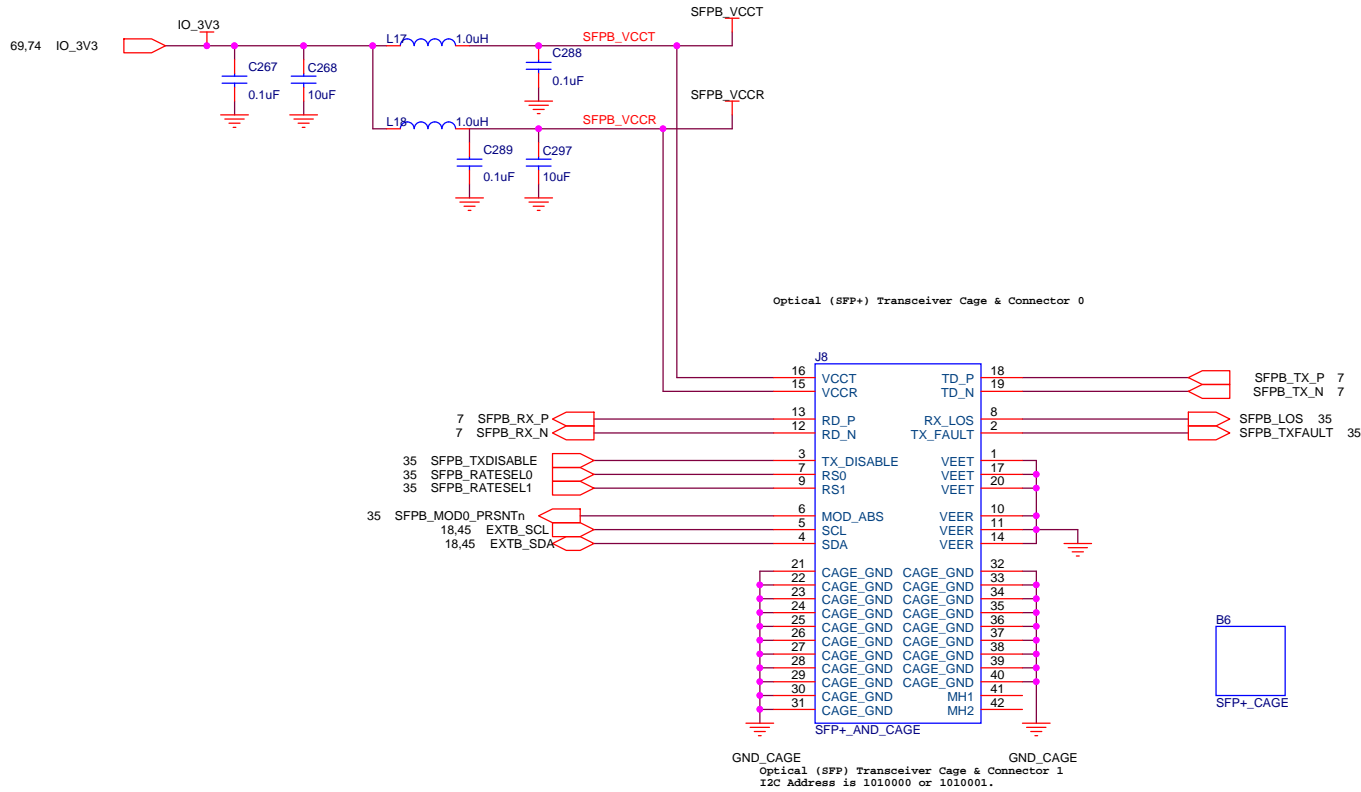 SFPB_VCCT
IO_3V3
69,74 IO_3V3
L17 1.0uH SFPB_VCCT
C267 0.1uF
C268 10uF
C288 0.1uF
SFPB_VCCR
L18 1.0uH SFPB_VCCR
C289 0.1uF
C297 10uF
Optical (SFP+) Transceiver Cage & Connector 0
J8
16 VCCT TD_P 18 SFPB_TX_P 7
15 VCCR TD_N 19 SFPB_TX_N 7
7 SFPB_RX_P 13 RD_P RX_LOS 8 SFPB_LOS 35
7 SFPB_RX_N 12 RD_N TX_FAULT 2 SFPB_TXFAULT 35
35 SFPB_TXDISABLE 3 TX_DISABLE VEET 1
35 SFPB_RATESEL0 7 RS0 VEET 17
35 SFPB_RATESEL1 9 RS1 VEET 20
35 SFPB_MOD0_PRSNTn 6 MOD_ABS VEER 10
18,45 EXTB_SCL 5 SCL VEER 11
18,45 EXTB_SDA 4 SDA VEER 14
21 CAGE_GND CAGE_GND 32
22 CAGE_GND CAGE_GND 33
23 CAGE_GND CAGE_GND 34
24 CAGE_GND CAGE_GND 35
25 CAGE_GND CAGE_GND 36
26 CAGE_GND CAGE_GND 37
27 CAGE_GND CAGE_GND 38
28 CAGE_GND CAGE_GND 39
29 CAGE_GND CAGE_GND 40
30 CAGE_GND MH1 41
31 CAGE_GND MH2 42
SFP+_AND_CAGE
B6
SFP+_CAGE
GND_CAGE GND_CAGE
Optical (SFP) Transceiver Cage & Connector 1
I2C Address is 1010000 or 1010001.